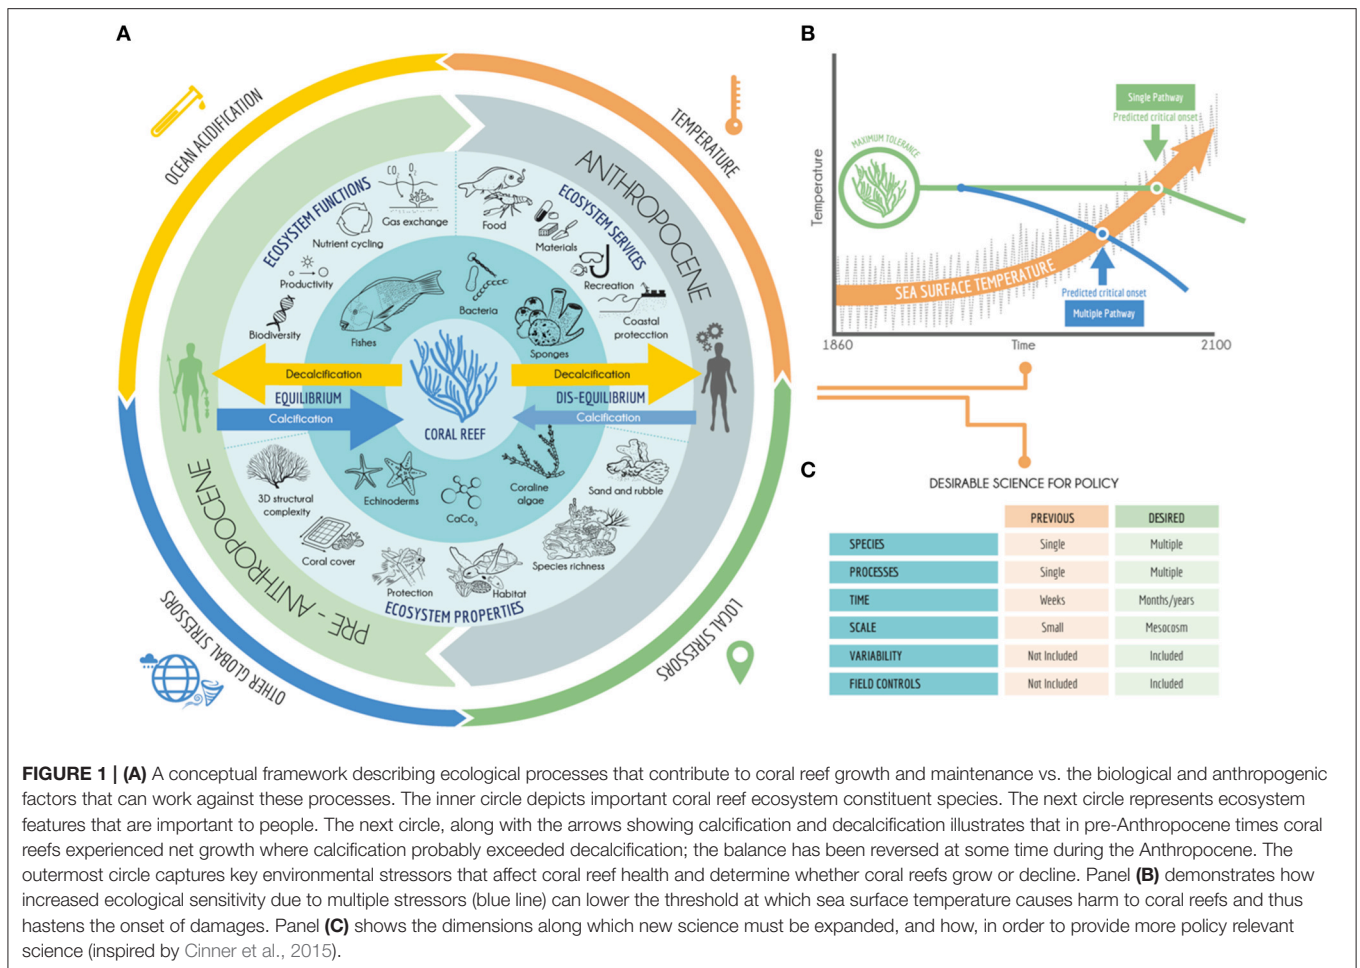 A
OCEAN ACIDIFICATION
TEMPERATURE
ANTHROPOCENE
PRE - ANTHROPOCENE
OTHER GLOBAL STRESSORS
LOCAL STRESSORS
ECOSYSTEM FUNCTIONS
CO2 O2
Gas exchange
Nutrient cycling
Productivity
Biodiversity
ECOSYSTEM SERVICES
Food
Materials
Recreation
Coastal
protecction
Fishes
Bacteria
Sponges
Decalcification
EQUILIBRIUM
Calcification
Decalcification
DIS-EQUILIBRIUM
Calcification
CORAL REEF
Echinoderms
CaCO3
Coraline
algae
3D structural
complexity
Coral cover
Protection
Habitat
Species richness
Sand and rubble
ECOSYSTEM PROPERTIES
B
Temperature
MAXIMUM TOLERANCE
Single Pathway
Predicted critical onset
SEA SURFACE TEMPERATURE
Predicted critical onset
Multiple Pathway
1860
Time
2100
C
DESIRABLE SCIENCE FOR POLICY
PREVIOUS DESIRED
SPECIES Single Multiple
PROCESSES Single Multiple
TIME Weeks Months/years
SCALE Small Mesocosm
VARIABILITY Not Included Included
FIELD CONTROLS Not Included Included
FIGURE 1 | (A) A conceptual framework describing ecological processes that contribute to coral reef growth and maintenance vs. the biological and anthropogenic
factors that can work against these processes. The inner circle depicts important coral reef ecosystem constituent species. The next circle represents ecosystem
features that are important to people. The next circle, along with the arrows showing calcification and decalcification illustrates that in pre-Anthropocene times coral
reefs experienced net growth where calcification probably exceeded decalcification; the balance has been reversed at some time during the Anthropocene. The
outermost circle captures key environmental stressors that affect coral reef health and determine whether coral reefs grow or decline. Panel (B) demonstrates how
increased ecological sensitivity due to multiple stressors (blue line) can lower the threshold at which sea surface temperature causes harm to coral reefs and thus
hastens the onset of damages. Panel (C) shows the dimensions along which new science must be expanded, and how, in order to provide more policy relevant
science (inspired by Cinner et al., 2015).